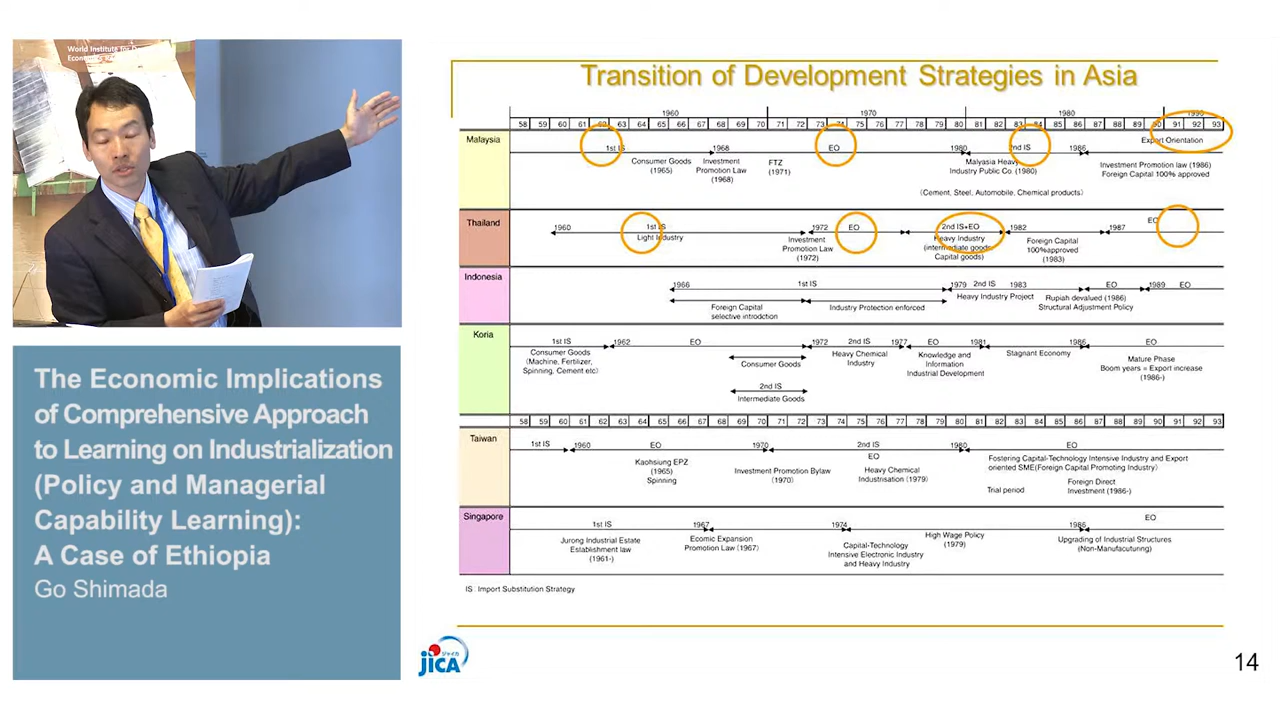 World Institute for D
Econom
The Economic Implications
of Comprehensive Approach
to Learning on Industrialization
(Policy and Managerial
Capability Learning):
A Case of Ethiopia
Go Shimada
Transition of Development Strategies in Asia
1960 1970 1980 1990
58 59 60 61 62 63 64 65 66 67 68 69 70 71 72 73 74 75 76 77 78 79 80 81 82 83 84 85 86 87 88 89 90 91 92 93
Malaysia
1st IS 1968 EO 1980 2nd IS 1986 Export Orientation
Consumer Goods
(1965)
Investment
Promotion law
(1968)
FTZ
(1971)
Malyasia Heavy
Industry Public Co. (1980)
(Cement, Steel, Automobile, Chemical products)
Investment Promotion law (1986)
Foreign Capital 100% approved
Thailand
1960 1st IS 1972 EO 2nd IS+EO 1982 1987 EO
Light Industry
Investment
Promotion Law
(1972)
Heavy Industry
(intermediate goods
Capital goods)
Foreign Capital
100%approved
(1983)
Indonesia
1966 1st IS 1979 2nd IS 1983 EO 1989 EO
Foreign Capital
selective introdction
Industry Protection enforced
Heavy Industry Project
Rupiah devalued (1986)
Structural Adjustment Policy
Koria
1st IS 1962 EO 1972 2nd IS 1977 EO 1981 1986 EO
Consumer Goods
(Machine, Fertilizer,
Spinning, Cement etc)
Consumer Goods
2nd IS
Intermediate Goods
Heavy Chemical
Industry
Knowledge and
Information
Industrial Development
Stagnant Economy
Mature Phase
Boom years = Export increase
(1986-)
58 59 60 61 62 63 64 65 66 67 68 69 70 71 72 73 74 75 76 77 78 79 80 81 82 83 84 85 86 87 88 89 90 91 92 93
Taiwan
1st IS 1960 EO 1970 2nd IS 1980 EO
EO
Kaohsiung EPZ
(1965)
Spinning
Investment Promotion Bylaw
(1970)
Heavy Chemical
Industrisation (1979)
Fostering Capital-Technology Intensive Industry and Export
oriented SME(Foreign Capital Promoting Industry)
Trial period
Foreign Direct
Investment (1986-)
Singapore
1st IS 1967 1974 1986 EO
Jurong Industrial Estate
Establishment law
(1961-)
Ecomic Expansion
Promotion Law (1967)
Capital-Technology
Intensive Electronic Industry
and Heavy Industry
High Wage Policy
(1979)
Upgrading of Industrial Structures
(Non-Manufacuturing)
IS : Import Substitution Strategy
ジャイカ
JICA
14